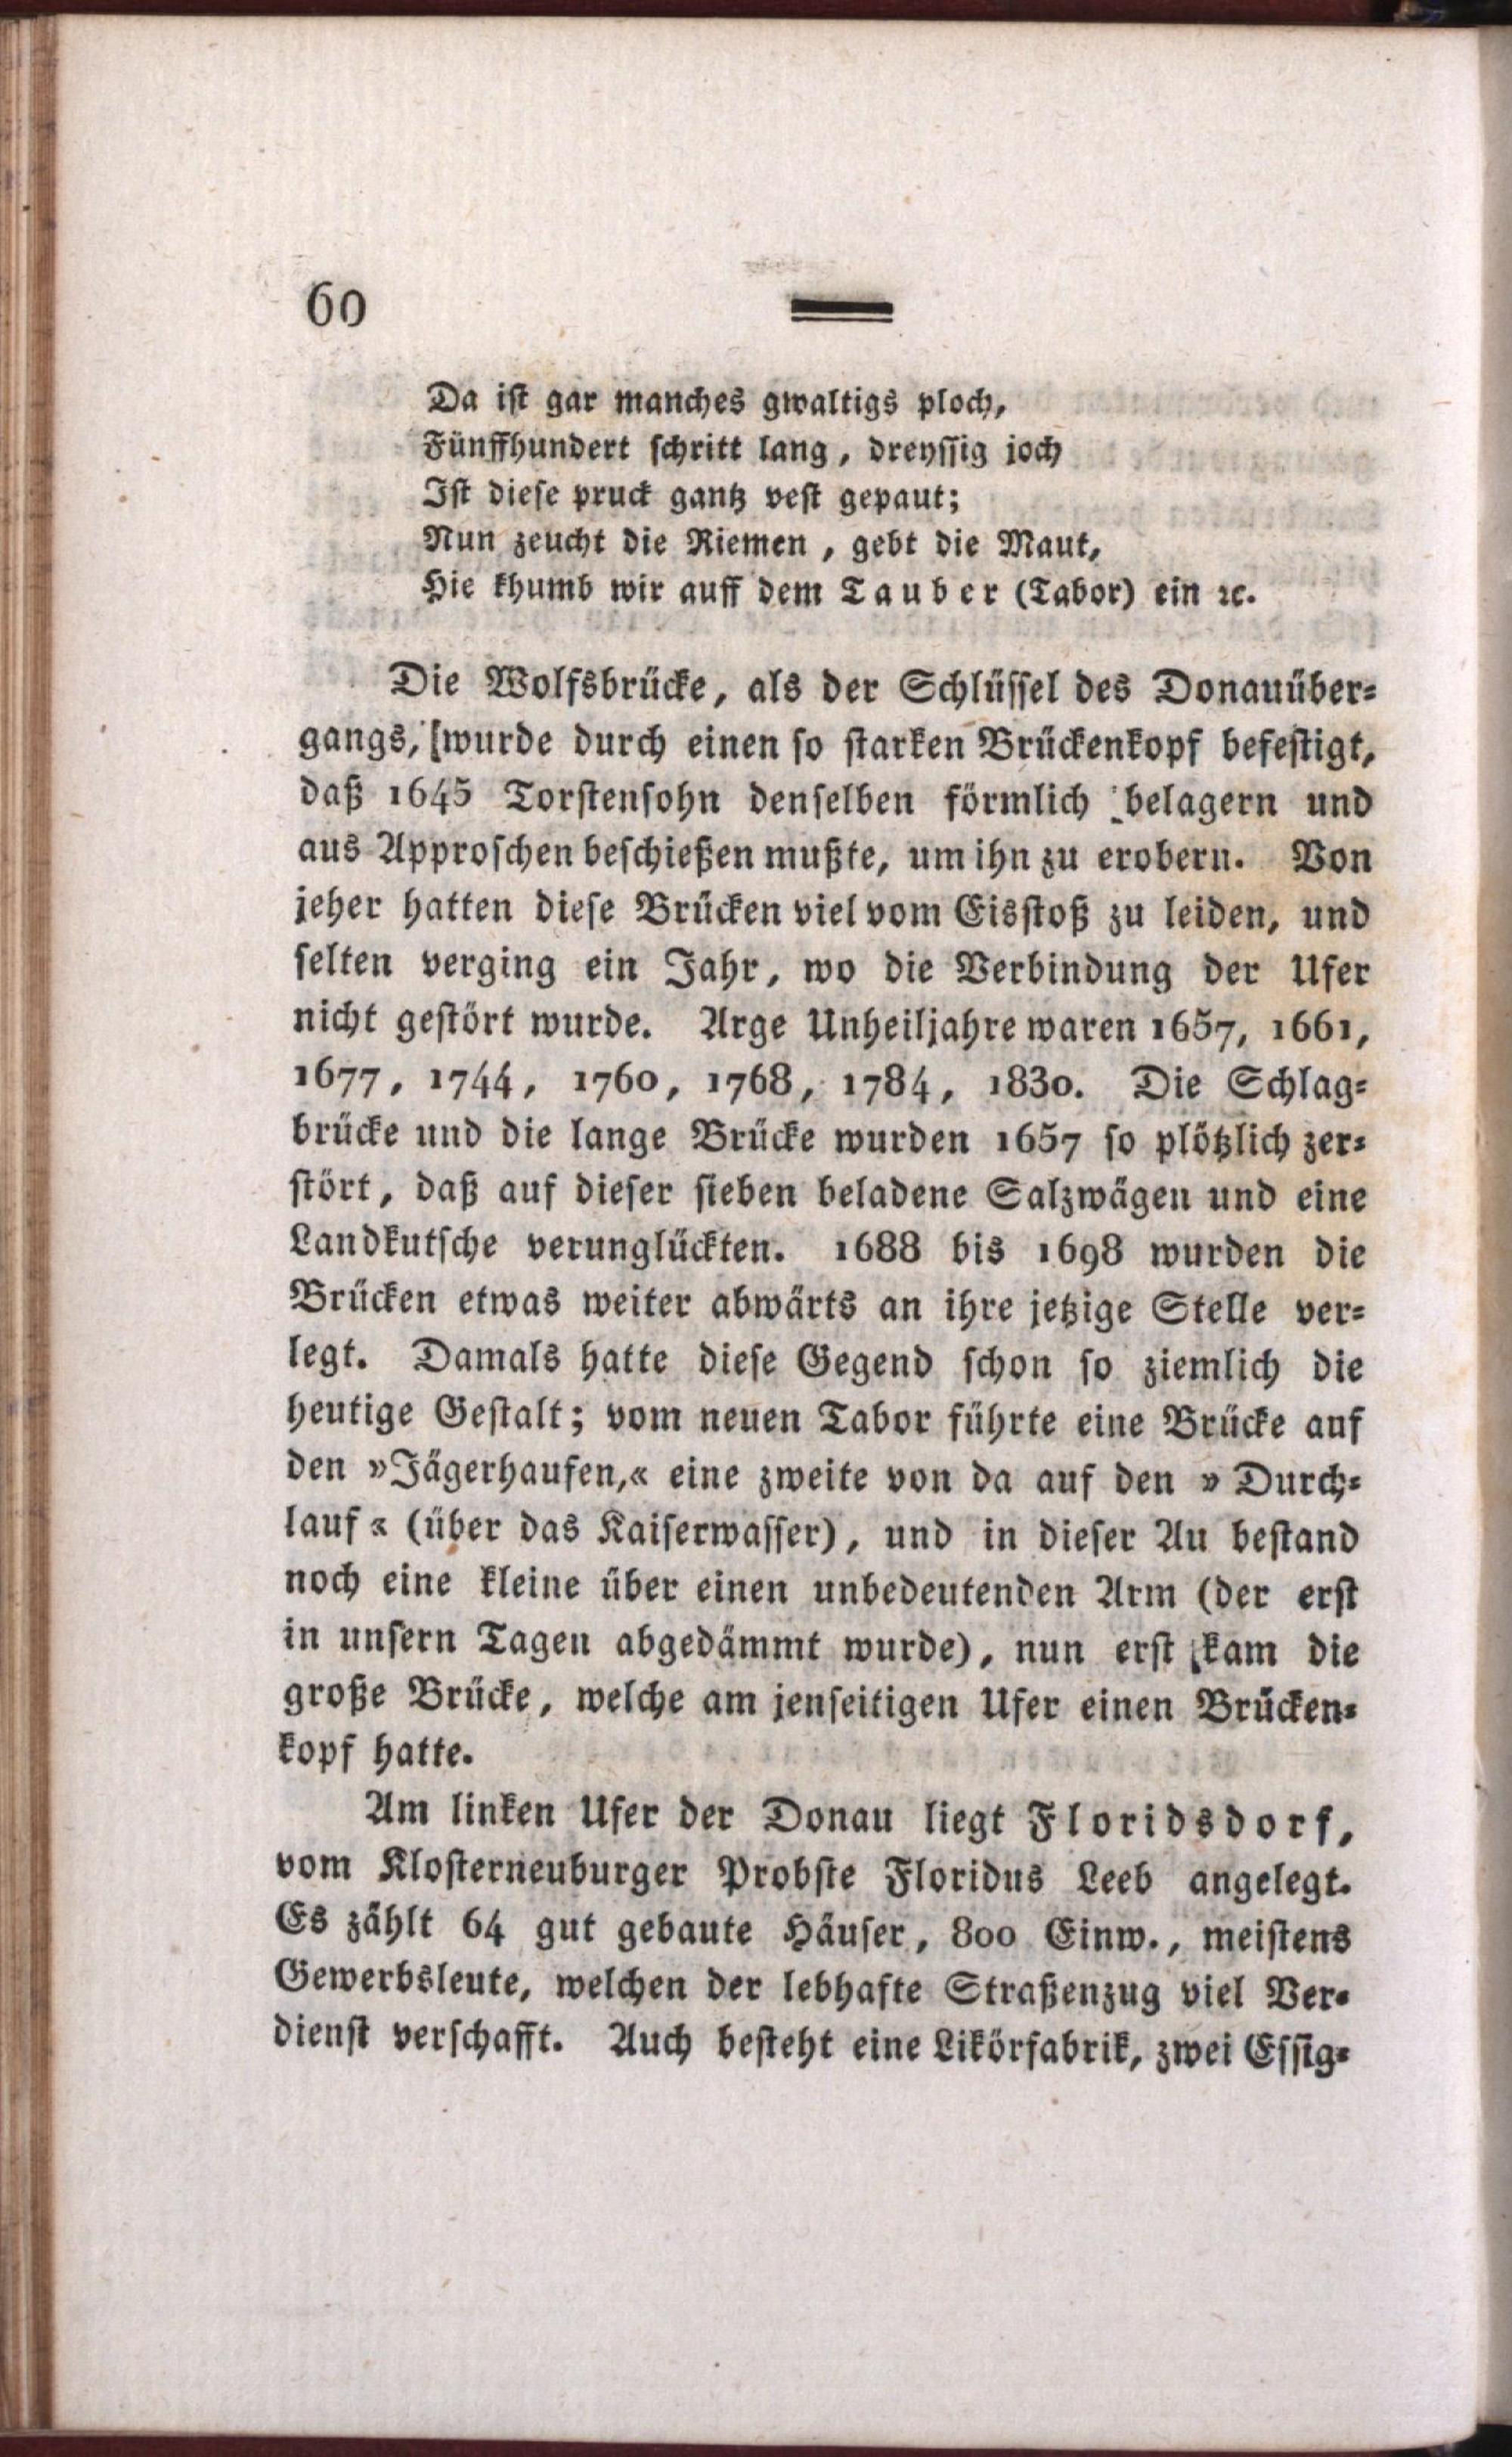 60
Da ist gar manches gwaltigs ploch,
Fünffhundert schritt lang, dreyssig joch
Ist diese pruck gantz vest gepaut;
Nun zeucht die Riemen, gebt die Maut,
Hie khumb wir auff dem Tauber (Tabor) ein ꝛc.
Die Wolfsbrücke, als der Schlüssel des Donauüber⸗
gangs, wurde durch einen so starken Brückenkopf befestigt,
daß 1645 Torstensohn denselben förmlich belagern und
aus Approschen beschießen mußte, um ihn zu erobern. Von
jeher hatten diese Brücken viel vom Eisstoß zu leiden, und
selten verging ein Jahr, wo die Verbindung der Ufer
nicht gestört wurde. Arge Unheiljahre waren 1657, 1661,
1677, 1744, 1760, 1768, 1784, 1830. Die Schlag⸗
brücke und die lange Brücke wurden 1657 so plötzlich zer⸗
stört, daß auf dieser sieben beladene Salzwägen und eine
Landkutsche verunglückten. 1688 bis 1698 wurden die
Brücken etwas weiter abwärts an ihre jetzige Stelle ver⸗
legt. Damals hatte diese Gegend schon so ziemlich die
heutige Gestalt; vom neuen Tabor führte eine Brücke auf
den »Jägerhaufen,« eine zweite von da auf den » Durch⸗
lauf « (über das Kaiserwasser), und in dieser Au bestand
noch eine kleine über einen unbedeutenden Arm (der erst
in unsern Tagen abgedämmt wurde), nun erst kam die
große Brücke, welche am jenseitigen Ufer einen Brücken⸗
kopf hatte.
Am linken Ufer der Donau liegt Floridsdorf,
vom Klosterneuburger Probste Floridus Leeb angelegt.
Es zählt 64 gut gebaute Häuser, 800 Einw., meistens
Gewerbsleute, welchen der lebhafte Straßenzug viel Ver⸗
dienst verschafft. Auch besteht eine Likörfabrik, zwei Essig⸗